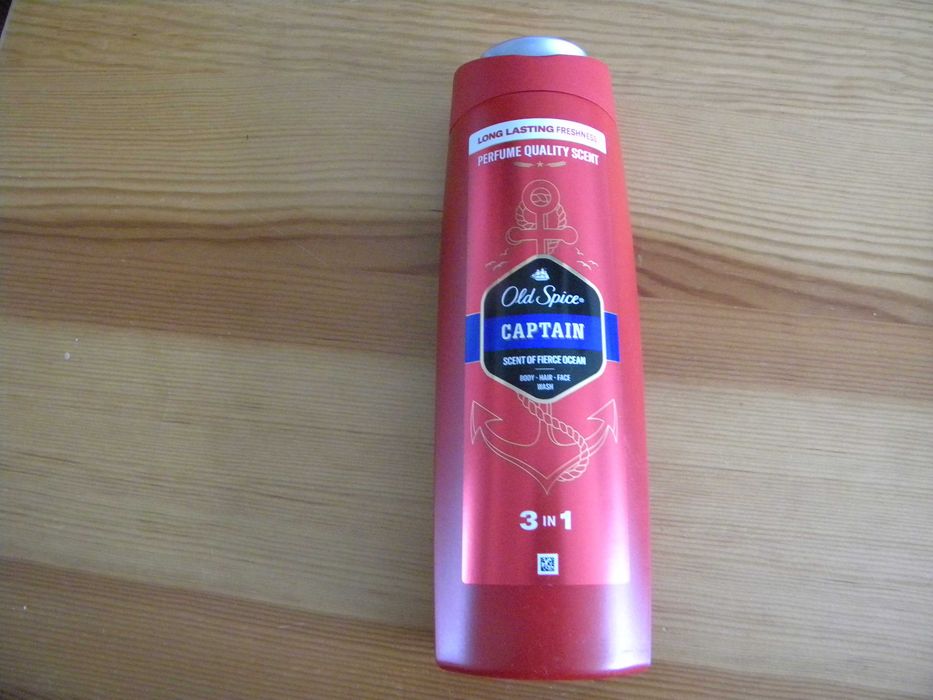 LONG LASTING FRESHNESS
PERFUME QUALITY SCENT
Old Spice®
CAPTAIN
SCENT OF FIERCE OCEAN
BODY - HAIR - FACE
WASH
3 IN 1